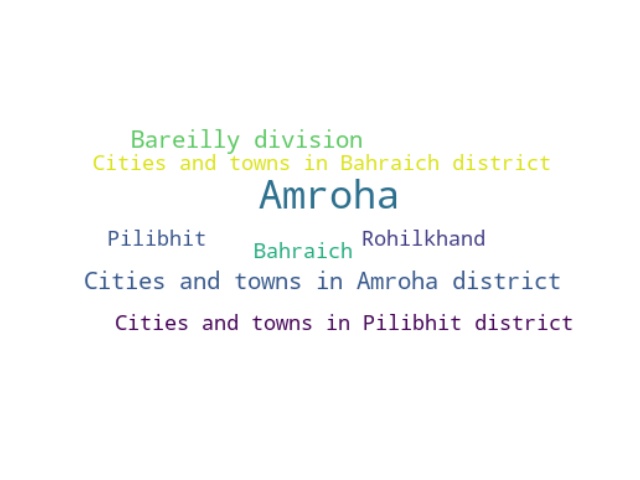 Bareilly division
Cities and towns in Bahraich district
Amroha
Pilibhit
Rohilkhand
Bahraich
Cities and towns in Amroha district
Cities and towns in Pilibhit district